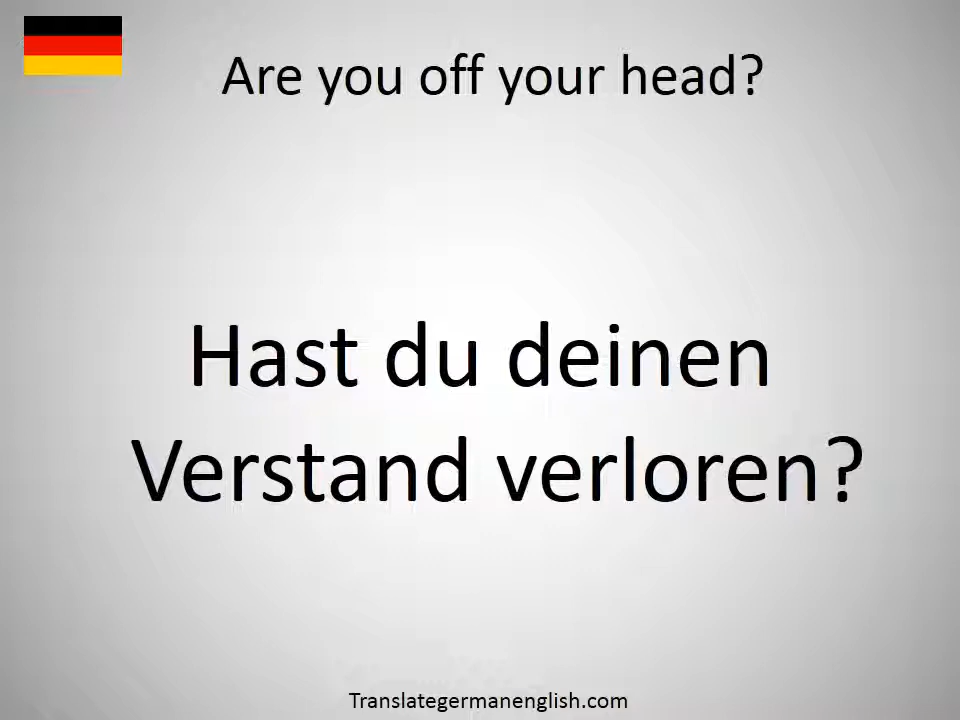 Are you off your head?
Hast du deinen
Verstand verloren?
Translategermanenglish.com